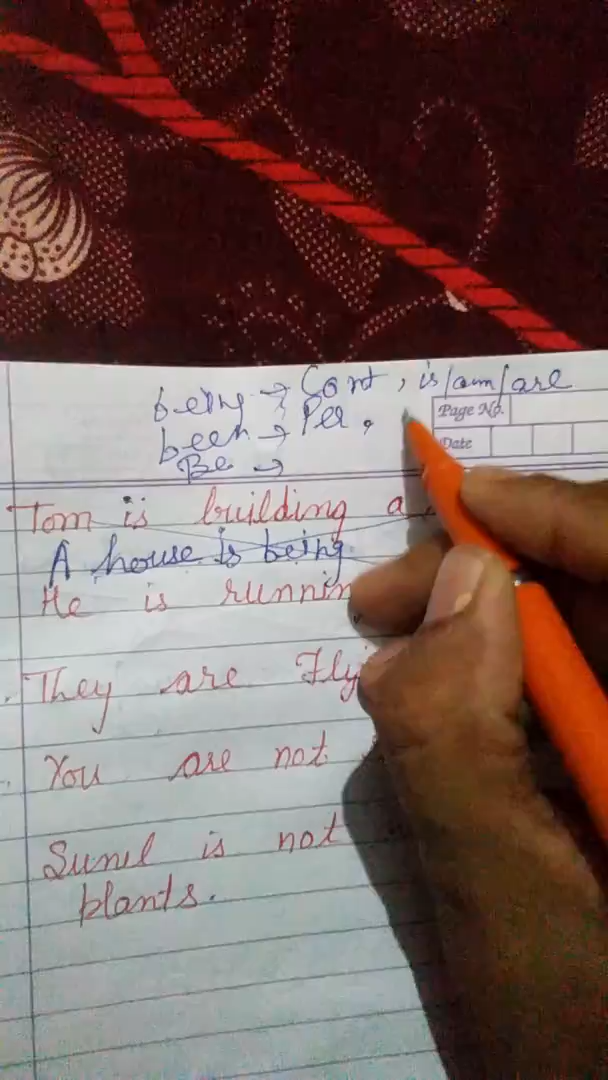 being → Cont, is/am/are
been → Per,
Be →
Page No.
Date
Tom is building a
A house is being
He is runnin
They are Fly
You are not
Sunil is not
plants.